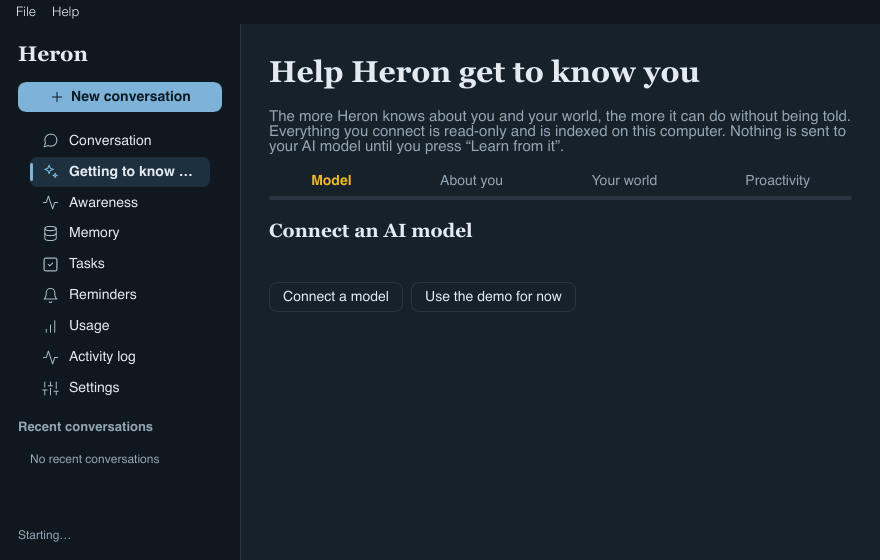 File Help
Heron
New conversation
Conversation
Getting to know ...
Awareness
Memory
Tasks
Reminders
Usage
Activity log
Settings
Recent conversations
No recent conversations
Starting…
Help Heron get to know you
The more Heron knows about you and your world, the more it can do without being told.
Everything you connect is read-only and is indexed on this computer. Nothing is sent to
your AI model until you press “Learn from it”.
Model About you Your world Proactivity
Connect an AI model
Connect a model Use the demo for now